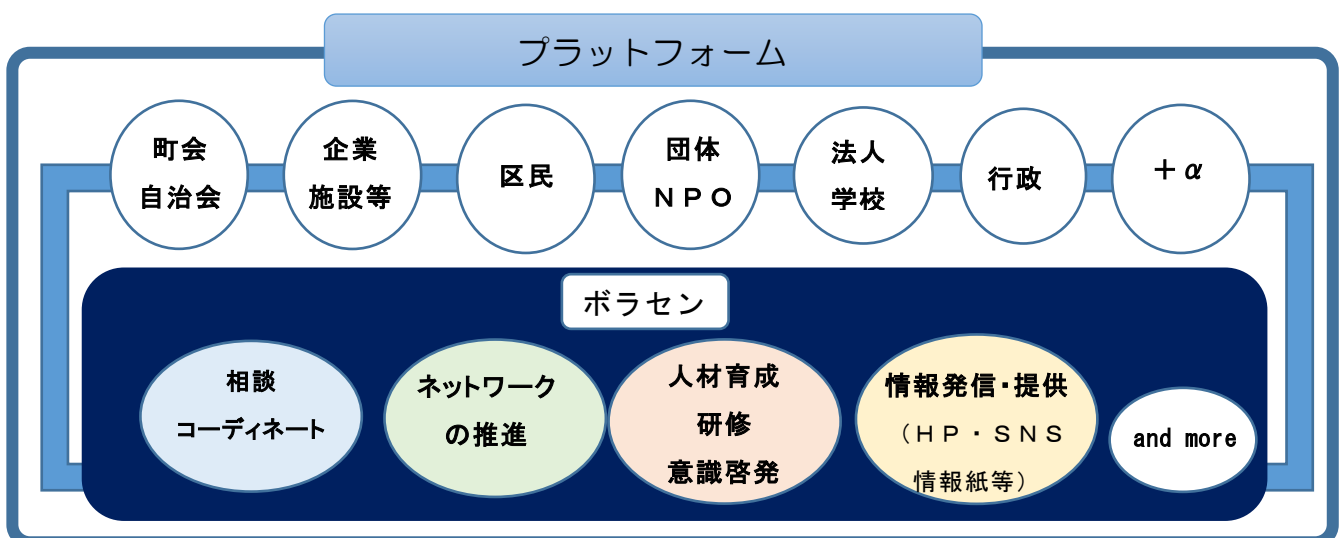 プラットフォーム
町会
自治会
企業
施設等
区民
団体
ＮＰＯ
法人
学校
行政
＋α
ボラセン
相談
コーディネート
ネットワーク
の推進
人材育成
研修
意識啓発
情報発信・提供
（ＨＰ・ＳＮＳ
情報紙等）
and more